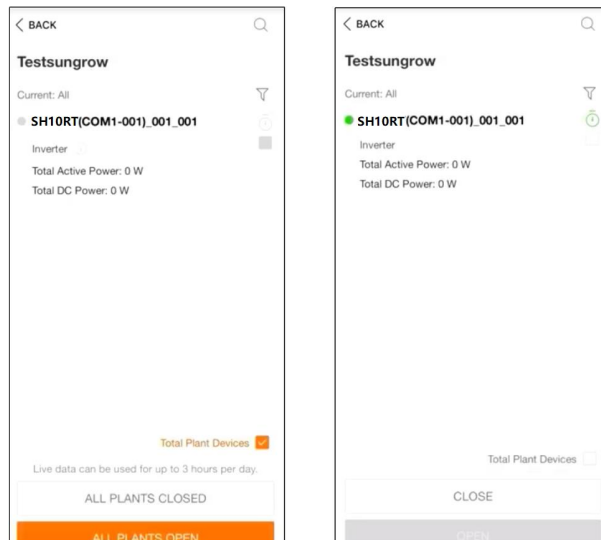 BACK
Testsungrow
Current: All
SH10RT(COM1-001)_001_001
Inverter
Total Active Power: 0 W
Total DC Power: 0 W
Total Plant Devices
Live data can be used for up to 3 hours per day.
ALL PLANTS CLOSED
ALL PLANTS OPEN
BACK
Testsungrow
Current: All
SH10RT(COM1-001)_001_001
Inverter
Total Active Power: 0 W
Total DC Power: 0 W
Total Plant Devices
CLOSE
OPEN